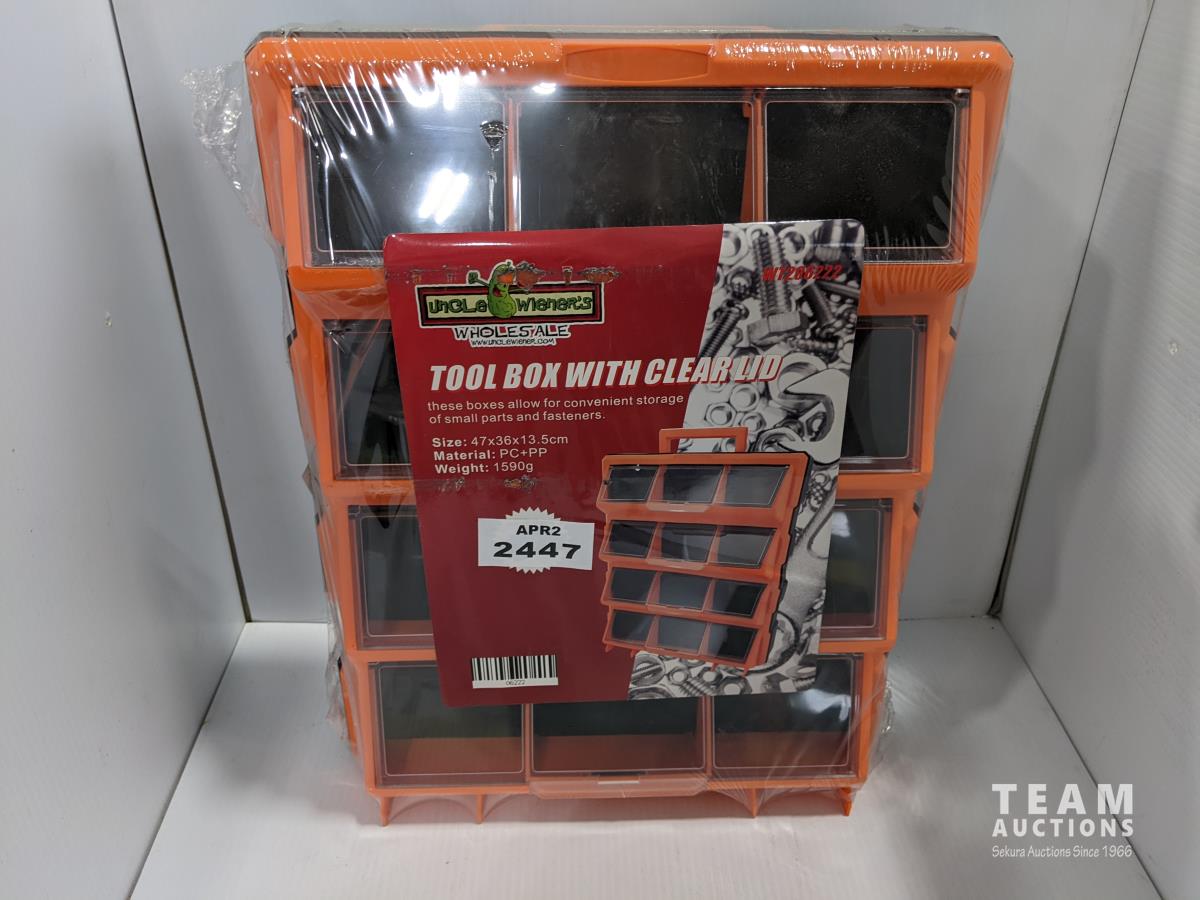 W1206222
UNCLE WIENER'S
WHOLESALE
WWW.UNCLEWIENER.COM
TOOL BOX WITH CLEAR LID
these boxes allow for convenient storage
of small parts and fasteners.
Size: 47x36x13.5cm
Material: PC+PP
Weight: 1590g
APR2
2447
06222
TEAM
AUCTIONS
Sekura Auctions Since 1966